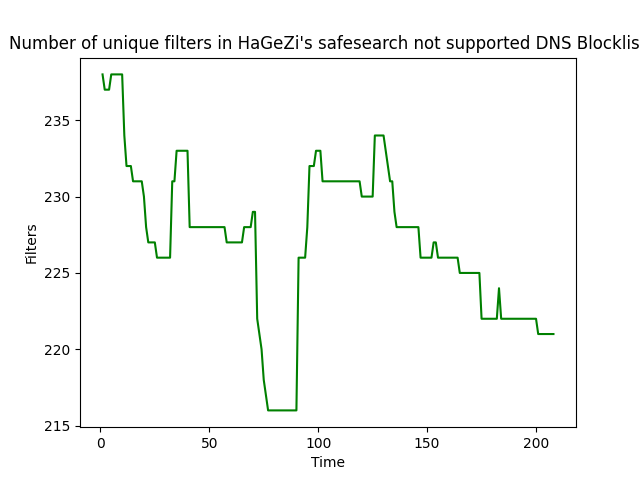 Number of unique filters in HaGeZi's safesearch not supported DNS Blocklis
235
230
Filters
225
220
215
0 50 100 150 200
Time